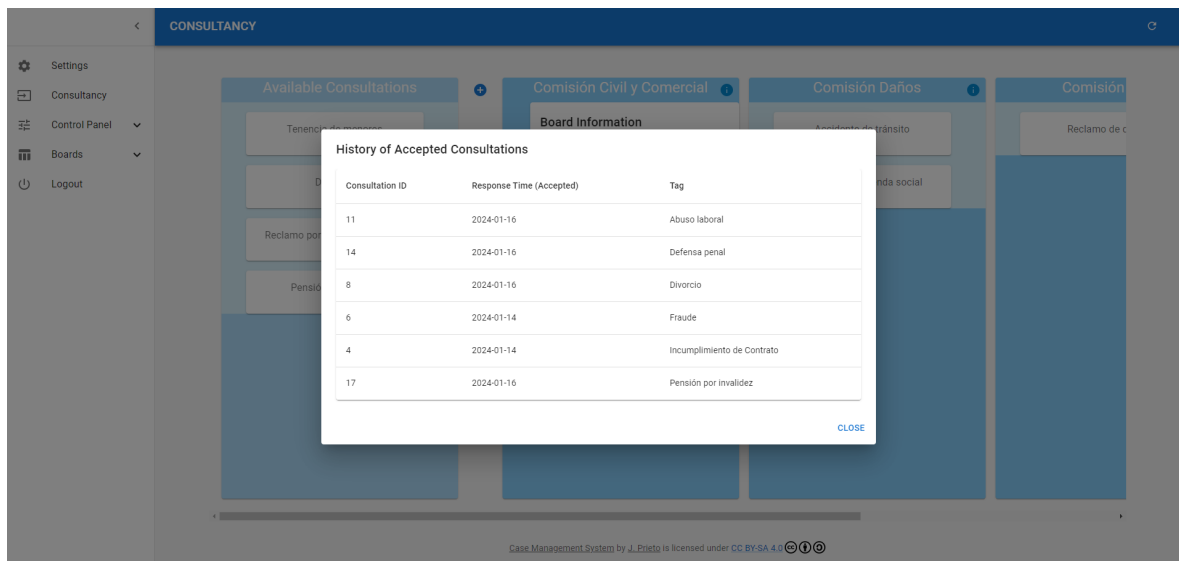 CONSULTANCY
Settings
Consultancy
Control Panel
Boards
Logout
Available Consultations
Comisión Civil y Comercial
Comisión Daños
Comisión
Tenencia de menores
Board Information
Accidente de tránsito
Reclamo de
Reclamo por
social
History of Accepted Consultations
Consultation ID Response Time (Accepted) Tag
11 2024-01-16 Abuso laboral
14 2024-01-16 Defensa penal
8 2024-01-16 Divorcio
6 2024-01-14 Fraude
4 2024-01-14 Incumplimiento de Contrato
17 2024-01-16 Pensión por invalidez
CLOSE
Case Management System by J. Prieto is licensed under CC BY-SA 4.0